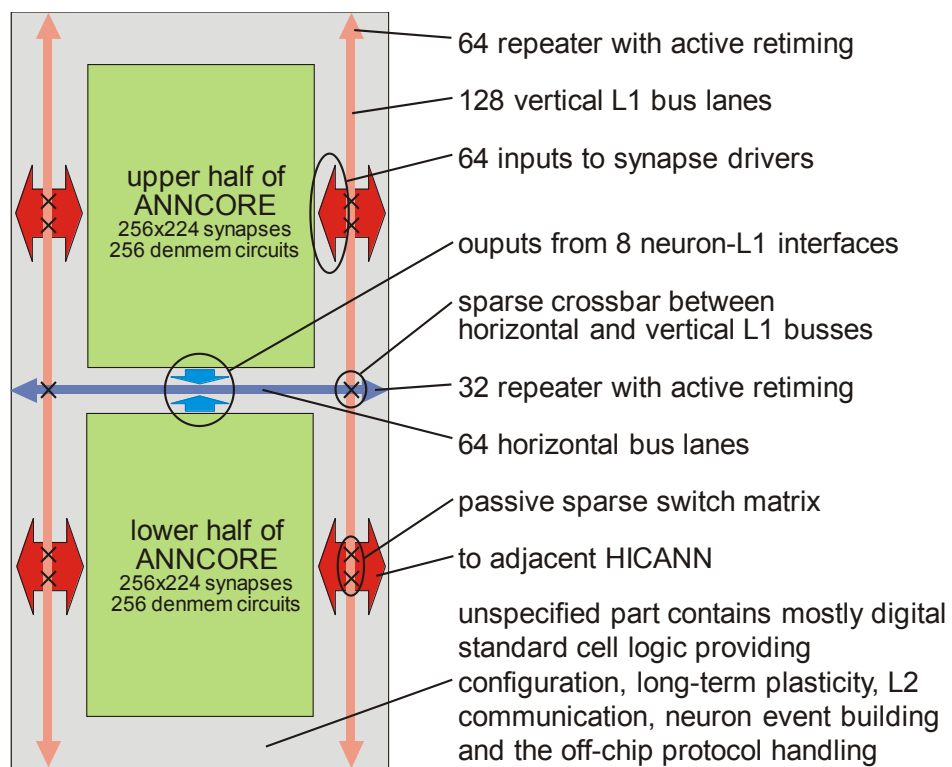 64 repeater with active retiming
128 vertical L1 bus lanes
64 inputs to synapse drivers
upper half of
ANNCORE
256x224 synapses
256 denmem circuits
ouputs from 8 neuron-L1 interfaces
sparse crossbar between
horizontal and vertical L1 busses
32 repeater with active retiming
64 horizontal bus lanes
passive sparse switch matrix
lower half of
ANNCORE
256x224 synapses
256 denmem circuits
to adjacent HICANN
unspecified part contains mostly digital
standard cell logic providing
configuration, long-term plasticity, L2
communication, neuron event building
and the off-chip protocol handling